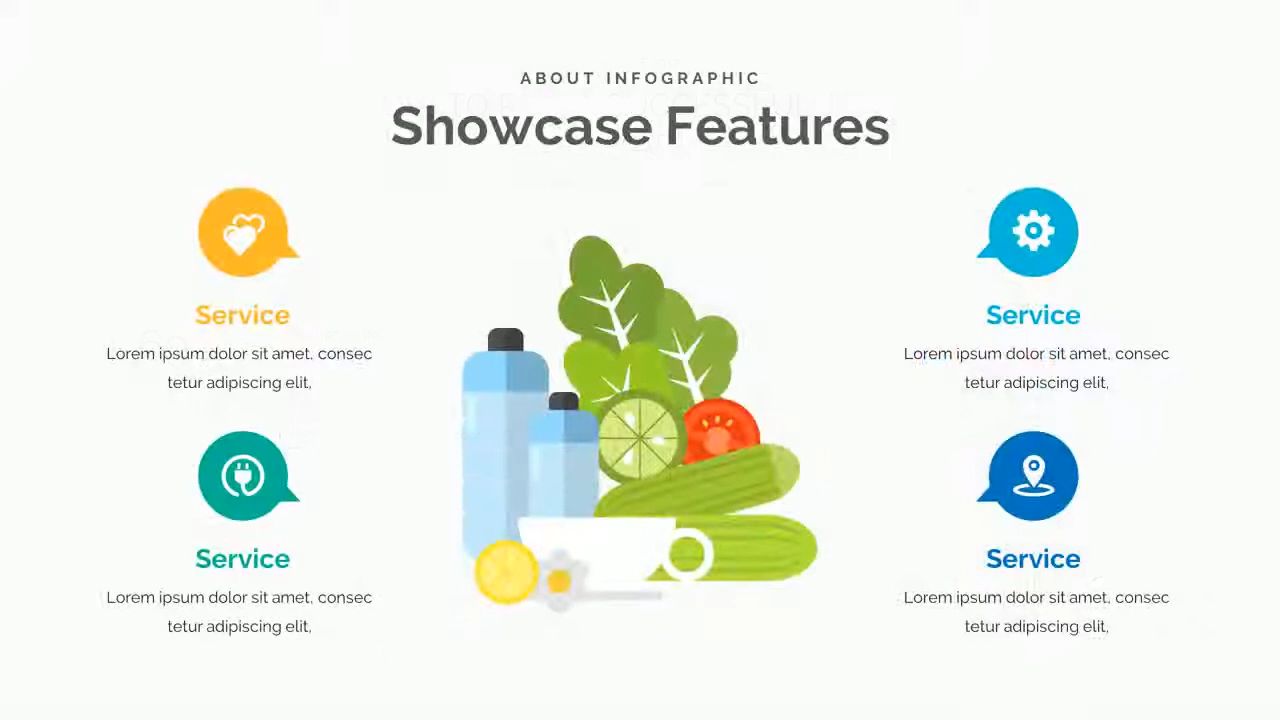 ABOUT INFOGRAPHIC
Showcase Features
Service
Lorem ipsum dolor sit amet, consec
tetur adipiscing elit,
Service
Lorem ipsum dolor sit amet, consec
tetur adipiscing elit,
Service
Lorem ipsum dolor sit amet, consec
tetur adipiscing elit,
Service
Lorem ipsum dolor sit amet, consec
tetur adipiscing elit,